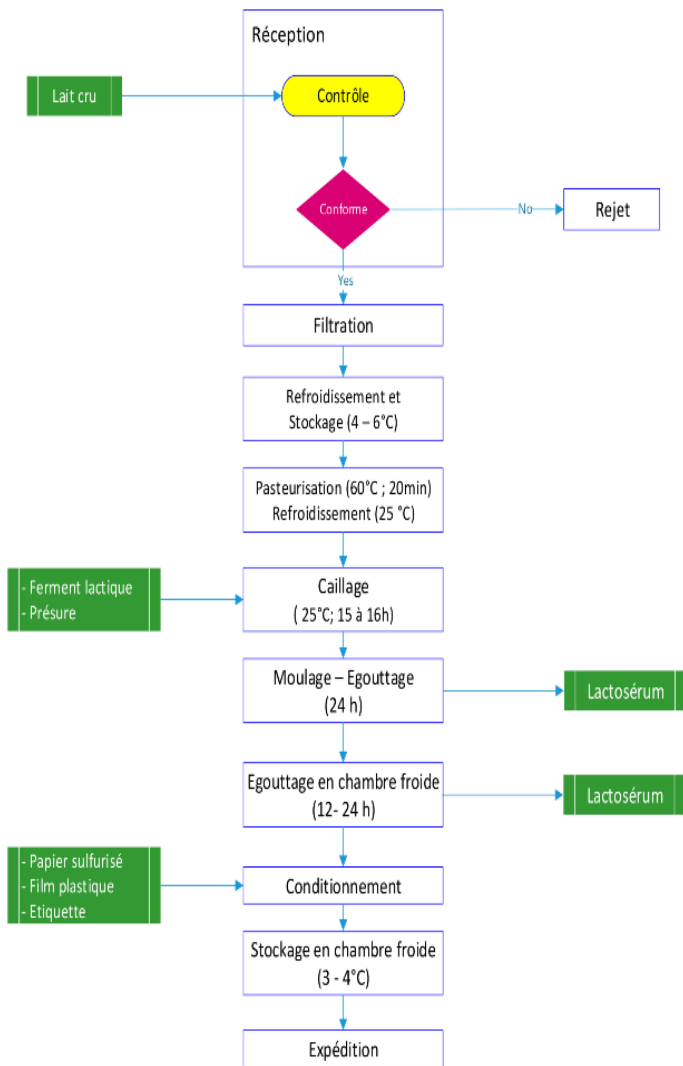 Réception
Lait cru
Contrôle
Conforme
No
Rejet
Yes
Filtration
Refroidissement et
Stockage (4 – 6°C)
Pasteurisation (60°C ; 20min)
Refroidissement (25 °C)
- Ferment lactique
- Présure
Caillage
( 25°C; 15 à 16h)
Moulage – Egouttage
(24 h)
Lactosérum
Egouttage en chambre froide
(12- 24 h)
Lactosérum
- Papier sulfurisé
- Film plastique
- Etiquette
Conditionnement
Stockage en chambre froide
(3 - 4°C)
Expédition